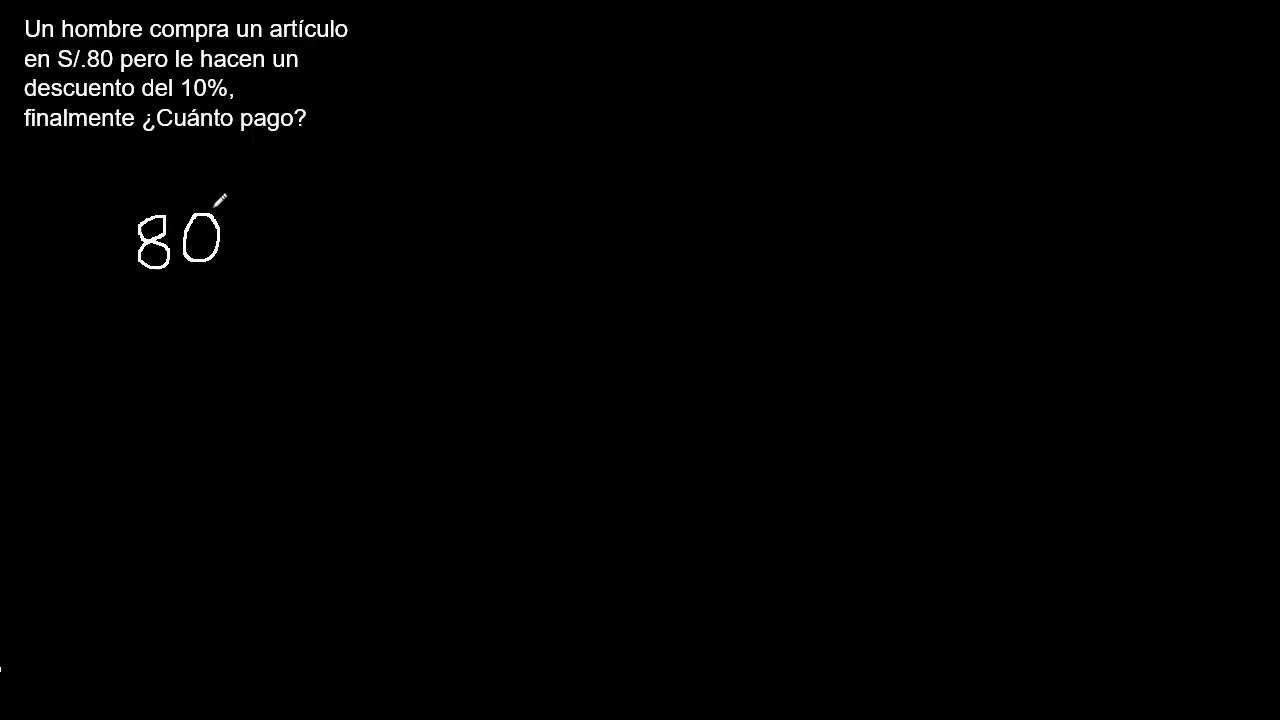 Un hombre compra un artículo
en S/.80 pero le hacen un
descuento del 10%,
finalmente ¿Cuánto pago?
80